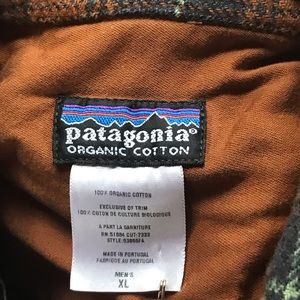 patagonia®
ORGANIC COTTON
100% ORGANIC COTTON
EXCLUSIVE OF TRIM
100% COTON DE CULTURE BIOLOGIQUE
A PART LA GARNITURE
MADE IN PORTUGAL
FABRIQUE AU PORTUGAL
MEN'S
XL